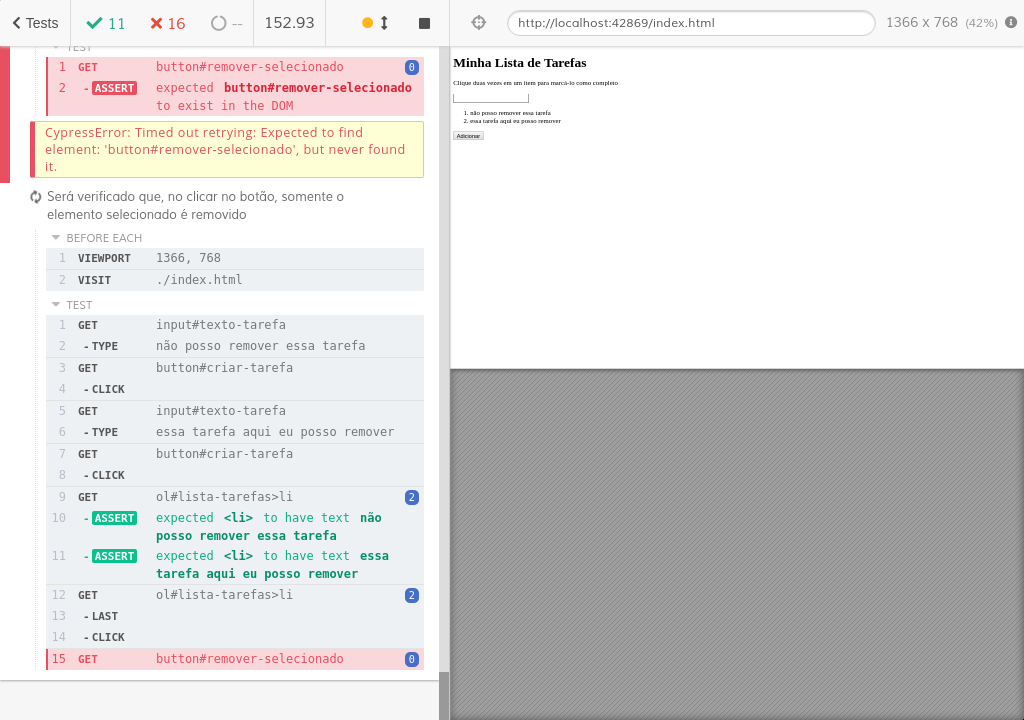 Tests
11
16
--
152.93
http://localhost:42869/index.html
1366 x 768 (42%)
TEST
1 GET button#remover-selecionado 0
2 - ASSERT expected button#remover-selecionado
to exist in the DOM
CypressError: Timed out retrying: Expected to find
element: 'button#remover-selecionado', but never found
it.
Será verificado que, no clicar no botão, somente o
elemento selecionado é removido
BEFORE EACH
1 VIEWPORT 1366, 768
2 VISIT ./index.html
TEST
1 GET input#texto-tarefa
2 - TYPE não posso remover essa tarefa
3 GET button#criar-tarefa
4 - CLICK
5 GET input#texto-tarefa
6 - TYPE essa tarefa aqui eu posso remover
7 GET button#criar-tarefa
8 - CLICK
9 GET ol#lista-tarefas>li 2
10 - ASSERT expected <li> to have text não
posso remover essa tarefa
11 - ASSERT expected <li> to have text essa
tarefa aqui eu posso remover
12 GET ol#lista-tarefas>li 2
13 - LAST
14 - CLICK
15 GET button#remover-selecionado 0
Minha Lista de Tarefas
Clique duas vezes em um item para marcá-lo como completo
1. não posso remover essa tarefa
2. essa tarefa aqui eu posso remover
Adicionar